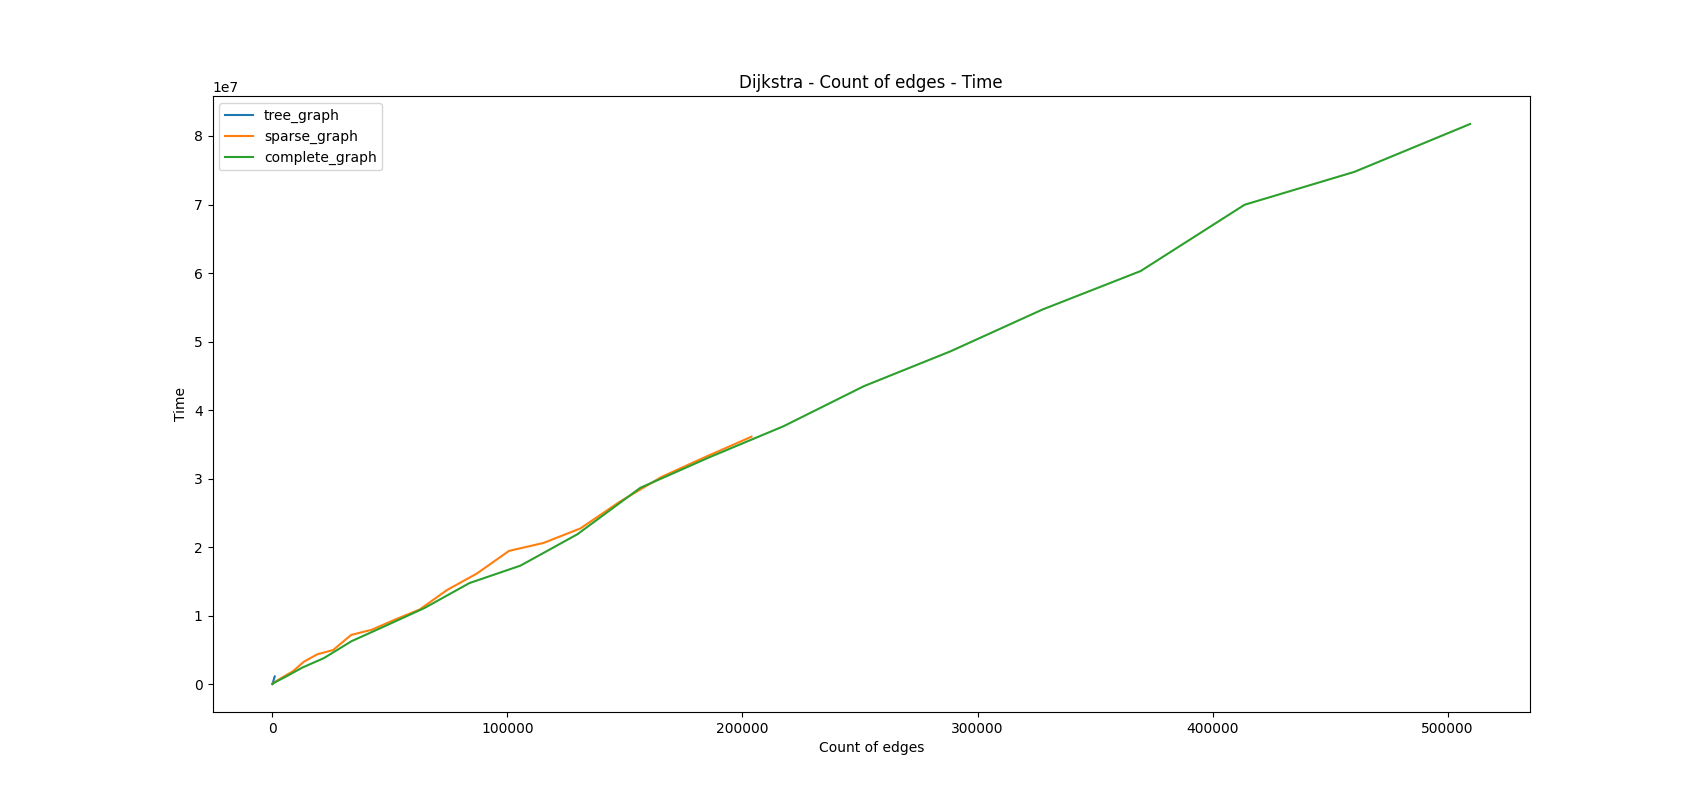 Dijkstra - Count of edges - Time
1e7
tree_graph
sparse_graph
complete_graph
8
7
6
5
4
3
2
1
0
Time
0 100000 200000 300000 400000 500000
Count of edges